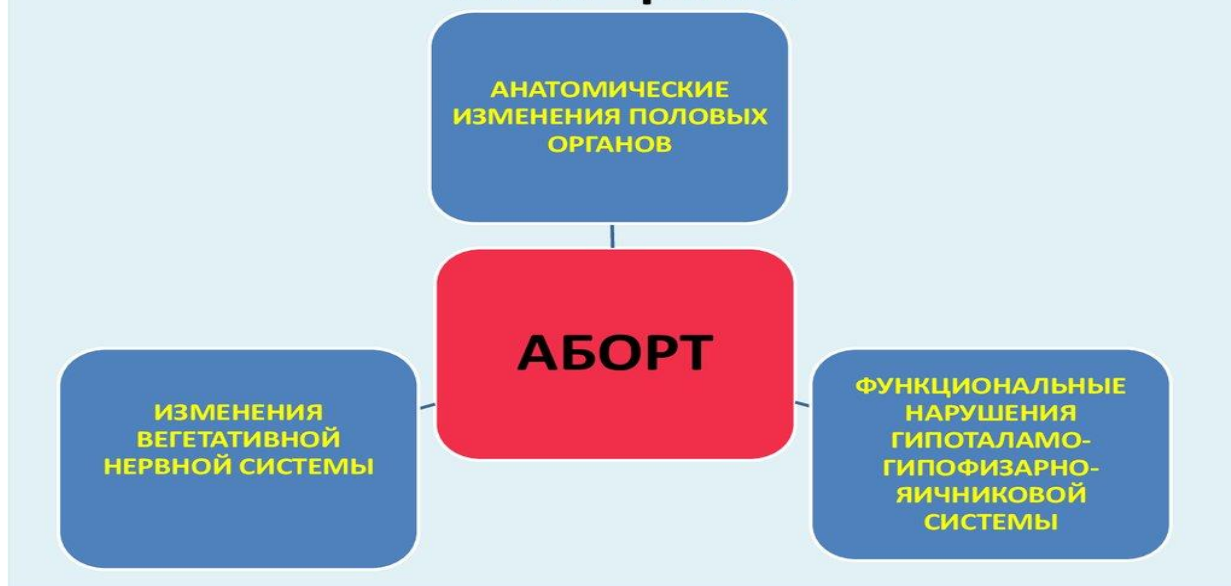 АНАТОМИЧЕСКИЕ
ИЗМЕНЕНИЯ ПОЛОВЫХ
ОРГАНОВ
АБОРТ
ИЗМЕНЕНИЯ
ВЕГЕТАТИВНОЙ
НЕРВНОЙ СИСТЕМЫ
ФУНКЦИОНАЛЬНЫЕ
НАРУШЕНИЯ
ГИПОТАЛАМО-
ГИПОФИЗАРНО-
ЯИЧНИКОВОЙ
СИСТЕМЫ